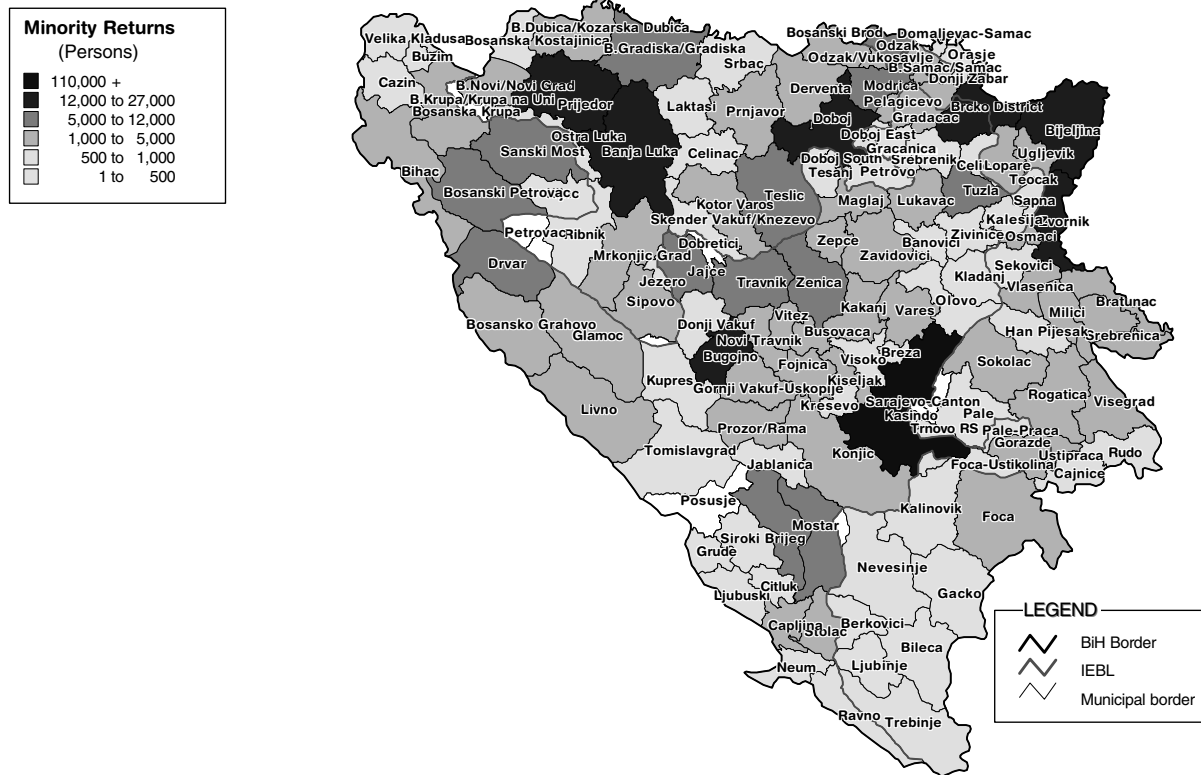 Minority Returns
(Persons)
110,000 +
12,000 to 27,000
5,000 to 12,000
1,000 to 5,000
500 to 1,000
1 to 500
Velika Kladusa
Buzim
Cazin
B.Dubica/Kozarska Dubica
Bosanska Kostajnica
B.Gradiska/Gradiska
Srbac
B.Novi/Novi Grad
B.Krupa/Krupa na Uni
Bosanska Krupa
Prijedor
Laktasi
Prnjavor
Derventa
Bosanski Brod
Odzak
Odzak/Vukosavlje
Domaljevac-Samac
Orasje
B.Samac/Samac
Donji Zabar
Modrica
Pelagicevo
Gradacac
Brcko District
Bijeljina
Doboj
Doboj East
Gracanica
Doboj South
Srebrenik
Tesanj
Petrovo
Celi
Lopare
Ugljevik
Teocak
Ostra Luka
Sanski Most
Banja Luka
Celinac
Bihac
Bosanski Petrovac
Kotor Varos
Skender Vakuf/Knezevo
Teslic
Maglaj
Lukavac
Tuzla
Sapna
Kalesija
Zvornik
Osmaci
Zivinice
Banovici
Petrovac
Ribnik
Mrkonjic Grad
Dobretici
Jajce
Jezero
Sipovo
Drvar
Travnik
Zenica
Zepce
Zavidovici
Kladanj
Sekovici
Vlasenica
Bratunac
Milici
Srebrenica
Han Pijesak
Olovo
Vares
Kakanj
Bosansko Grahovo
Glamoc
Donji Vakuf
Vitez
Novi Travnik
Busovaca
Bugojno
Fojnica
Visoko
Breza
Kiseljak
Kresevo
Sokolac
Rogatica
Visegrad
Kupres
Gornji Vakuf-Uskoplje
Sarajevo-Canton
Kasindo
Pale
Trnovo RS
Pale-Praca
Gorazde
Ustipraca
Rudo
Cajnice
Foca-Ustikolina
Livno
Prozor/Rama
Tomislavgrad
Jablanica
Konjic
Kalinovik
Foca
Posusje
Mostar
Siroki Brijeg
Grude
Nevesinje
Gacko
Ljubuski
Citluk
Capljina
Stolac
Berkovici
Bileca
Neum
Ljubinje
Ravno
Trebinje
LEGEND
BiH Border
IEBL
Municipal border